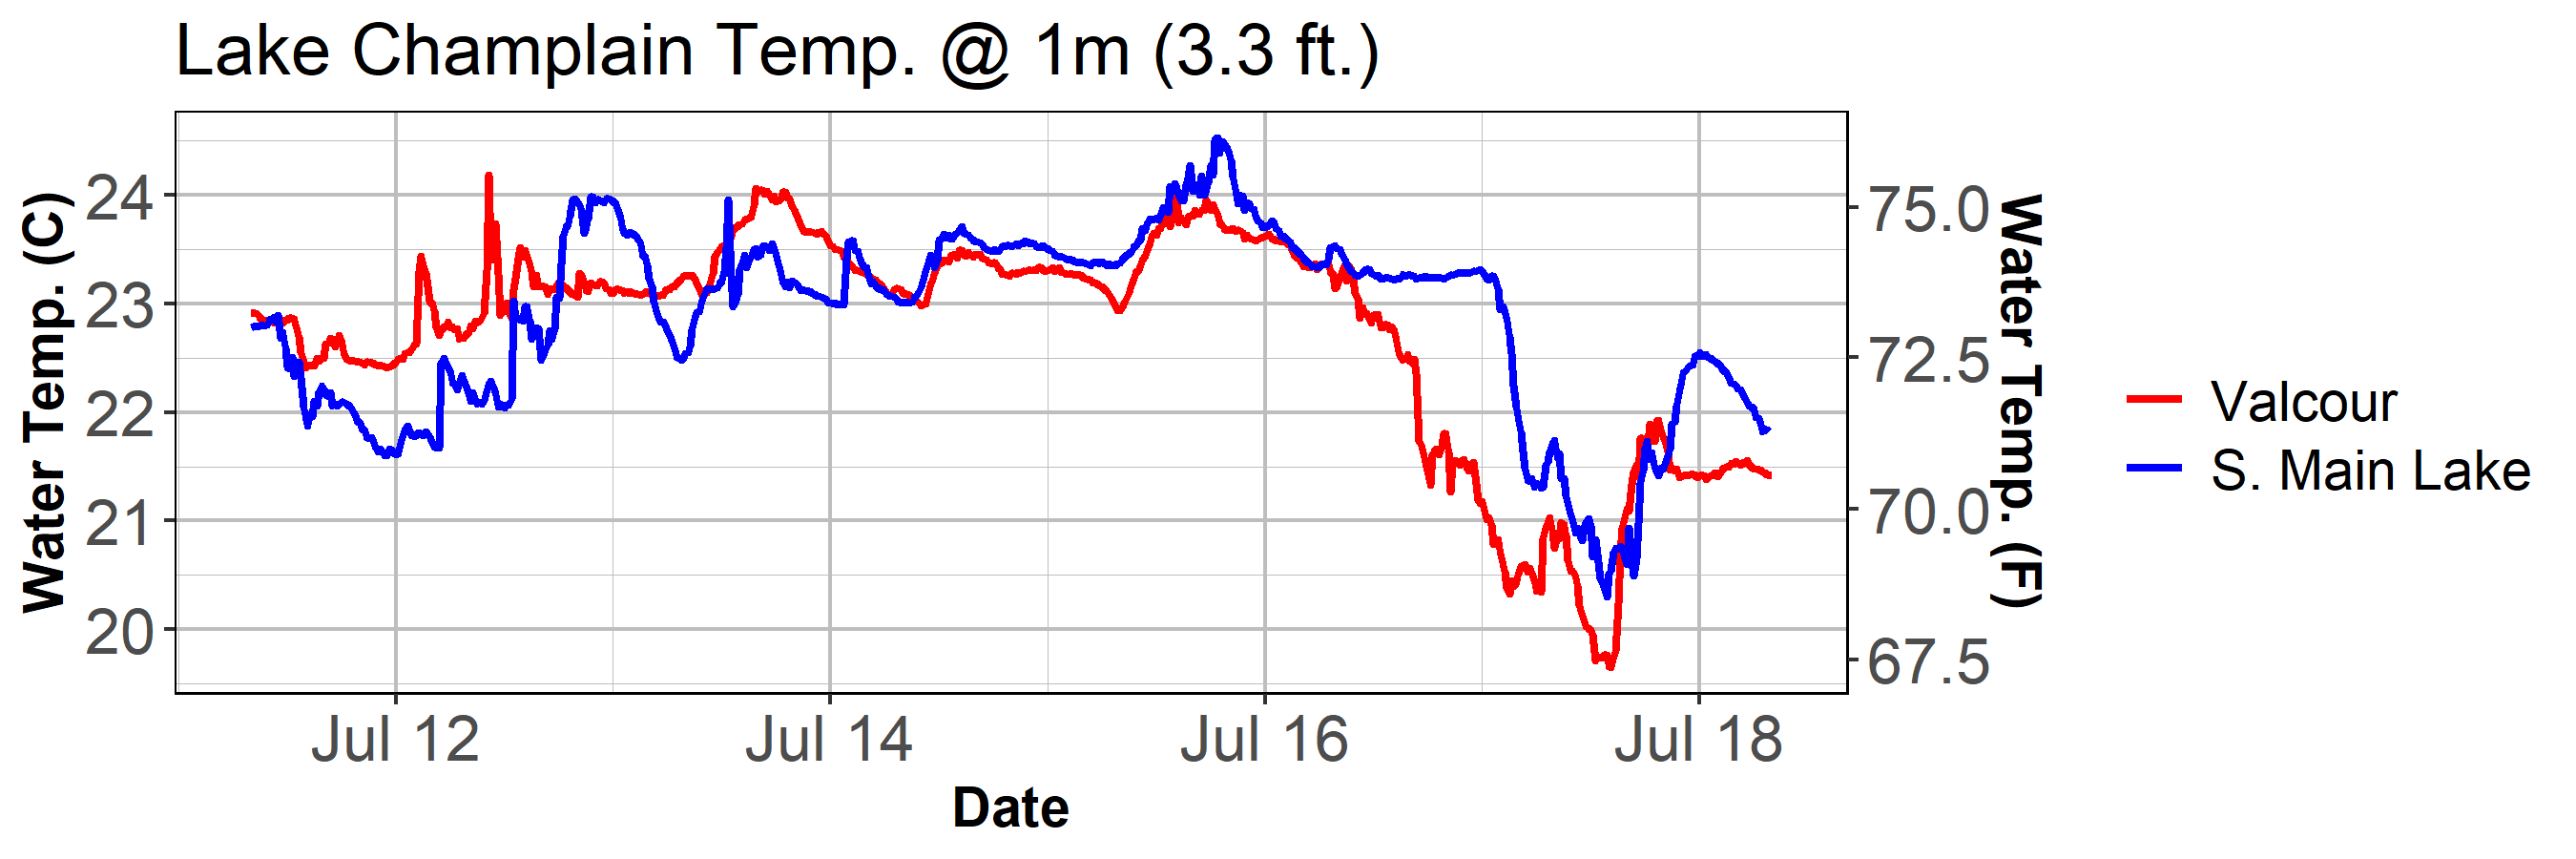 Lake Champlain Temp. @ 1m (3.3 ft.)
Water Temp. (C)
24
23
22
21
20
75.0
72.5
70.0
67.5
Water Temp. (F)
Jul 12
Jul 14
Jul 16
Jul 18
Date
Valcour
S. Main Lake